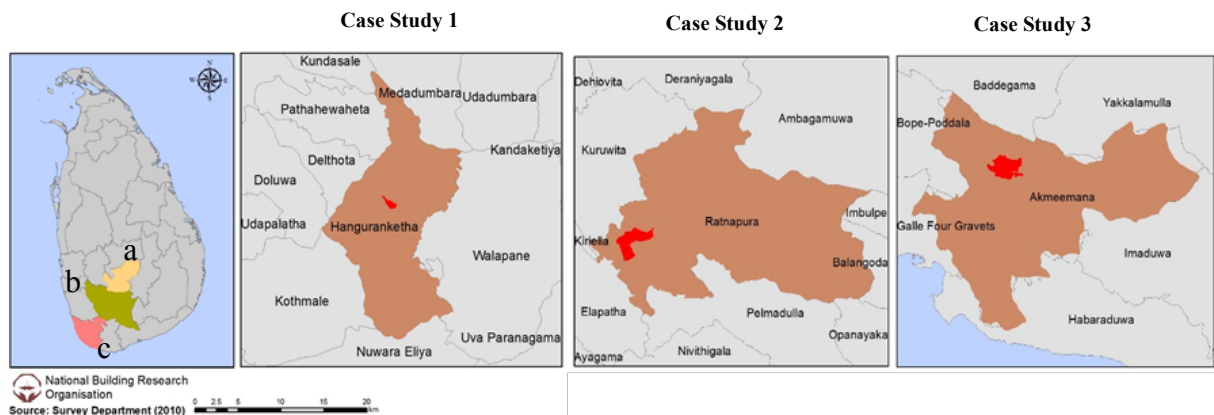 Case Study 1
Case Study 2
Case Study 3
N
W
E
S
a
b
c
Kundasale
Medadumbara
Udadumbara
Pathahewaheta
Delthota
Kandaketiya
Doluwa
Udapalatha
Hanguranketha
Walapane
Kothmale
Uva Paranagama
Nuwara Eliya
Dehiovita
Deraniyagala
Ambagamuwa
Kuruwita
Imbulpe
Ratnapura
Kiriella
Balangoda
Elapatha
Pelmadulla
Opanayaka
Ayagama
Nivithigala
Baddegama
Yakkalamulla
Bope-Poddala
Akmeemana
Galle Four Gravets
Imaduwa
Habaraduwa
National Building Research
Organisation
Source: Survey Department (2010)
0 2.5 5 10 15 20
km